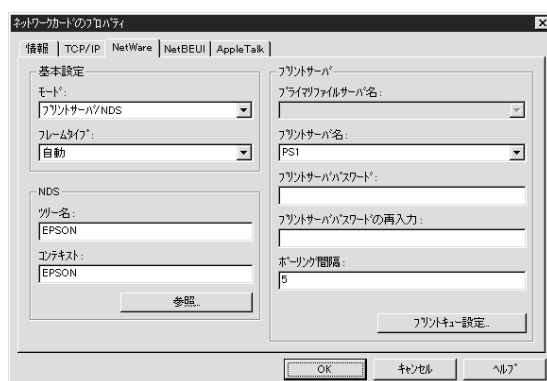 ネットワークカードのプロパティ
情報 TCP/IP NetWare NetBEUI AppleTalk
基本設定
モード:
プリントサーバ/NDS
フレームタイプ:
自動
NDS
ツリー名:
EPSON
コンテキスト:
EPSON
参照...
プリントサーバ
プライマリファイルサーバ名:
プリントサーバ名:
PS1
プリントサーバパスワード:
プリントサーバパスワードの再入力:
ポーリング間隔:
5
プリントキュー設定...
OK キャンセル ヘルプ